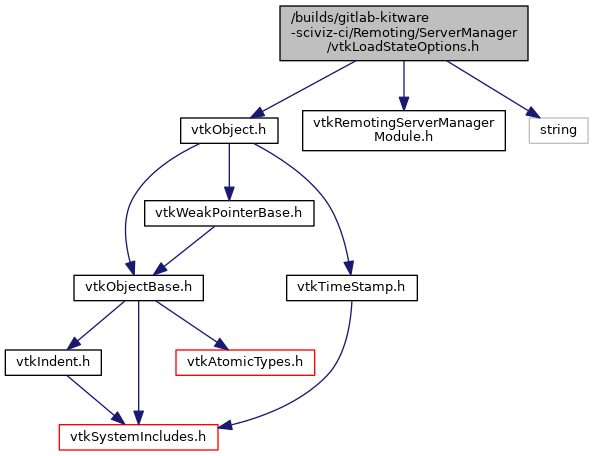 /builds/gitlab-kitware
-sciviz-ci/Remoting/ServerManager
/vtkLoadStateOptions.h
vtkObject.h
vtkRemotingServerManager
Module.h
string
vtkWeakPointerBase.h
vtkObjectBase.h
vtkTimeStamp.h
vtkIndent.h
vtkAtomicTypes.h
vtkSystemIncludes.h